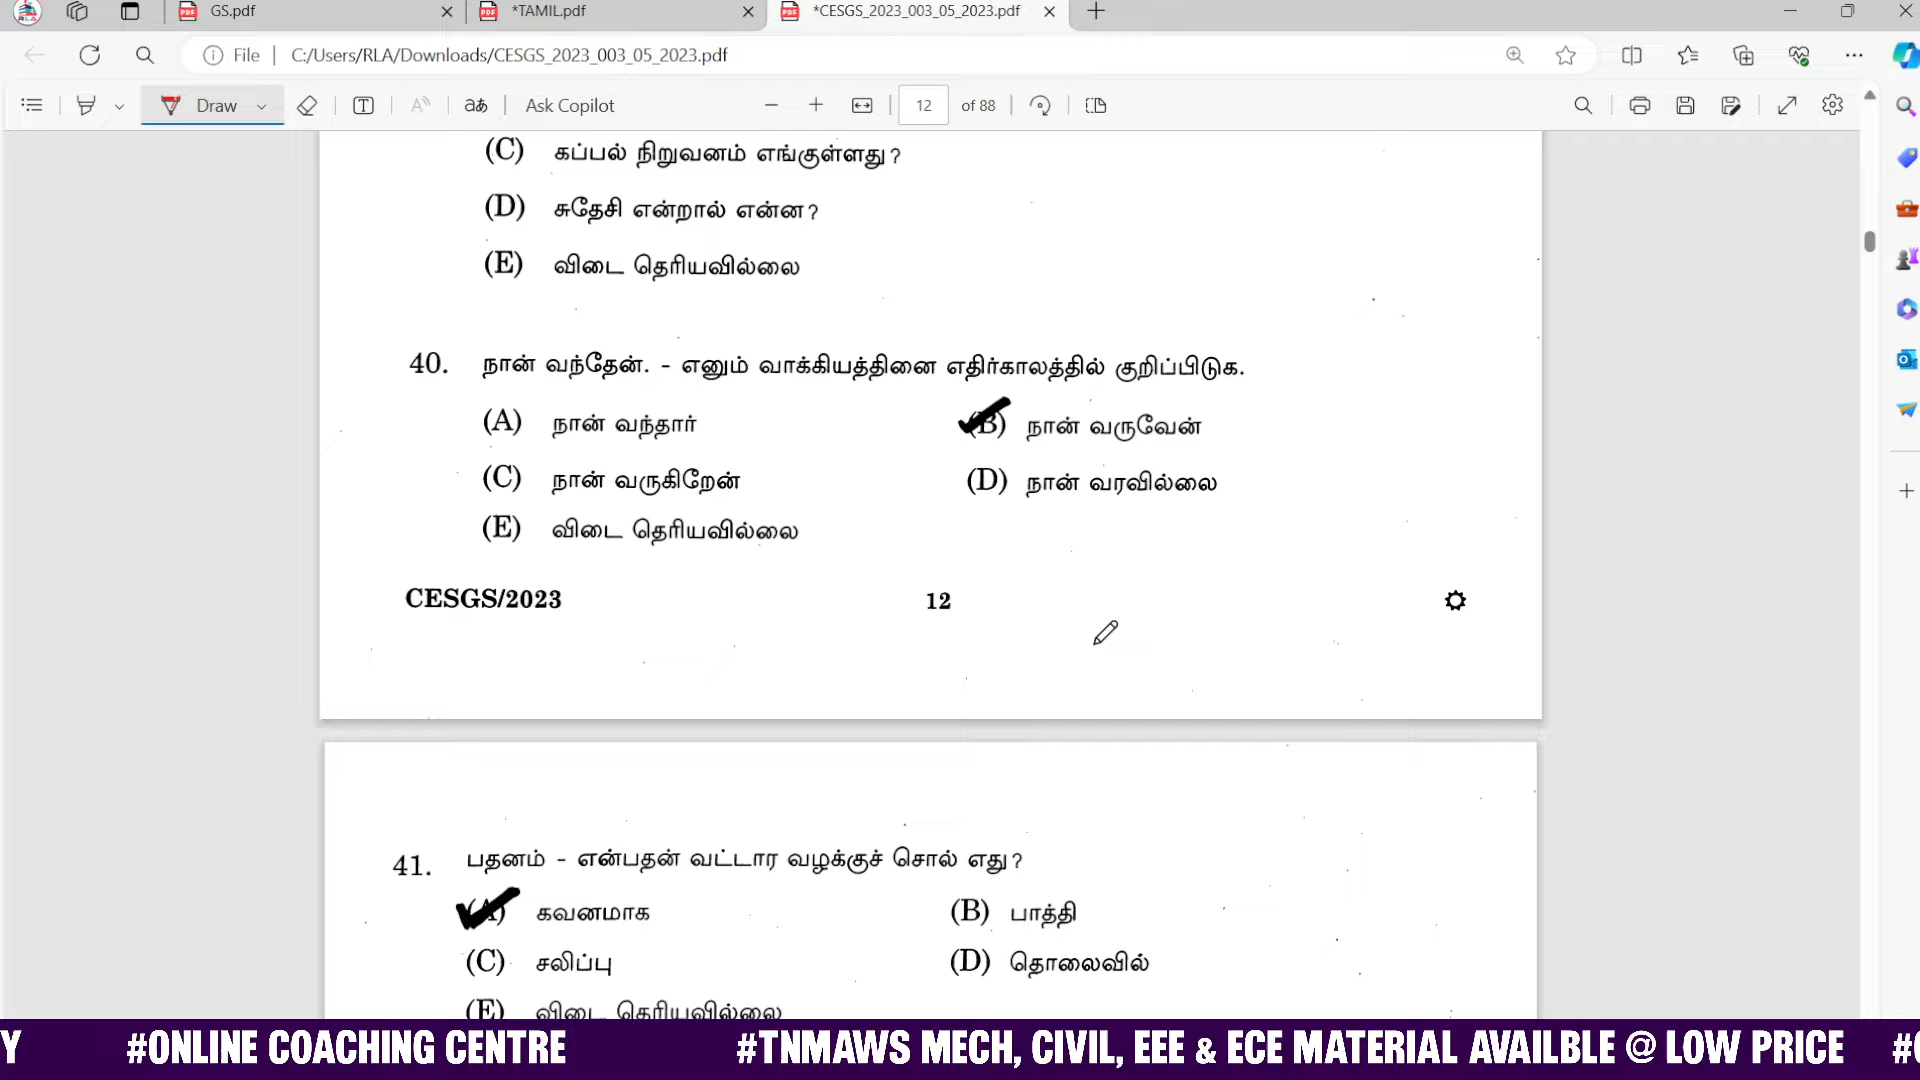 GS.pdf
*TAMIL.pdf
*CESGS_2023_003_05_2023.pdf
File C:/Users/RLA/Downloads/CESGS_2023_003_05_2023.pdf
Draw
Ask Copilot
12 of 88
(C) கப்பல் நிறுவனம் எங்குள்ளது?
(D) சுதேசி என்றால் என்ன?
(E) விடை தெரியவில்லை
40. நான் வந்தேன். - எனும் வாக்கியத்தினை எதிர்காலத்தில் குறிப்பிடுக.
(A) நான் வந்தார் (B) நான் வருவேன்
(C) நான் வருகிறேன் (D) நான் வரவில்லை
(E) விடை தெரியவில்லை
CESGS/2023 12
41. பதனம் - என்பதன் வட்டார வழக்குச் சொல் எது?
(A) கவனமாக (B) பாத்தி
(C) சலிப்பு (D) தொலைவில்
(E) விடை தெரியவில்லை
Y #ONLINE COACHING CENTRE #TNMAWS MECH, CIVIL, EEE & ECE MATERIAL AVAILBLE @ LOW PRICE